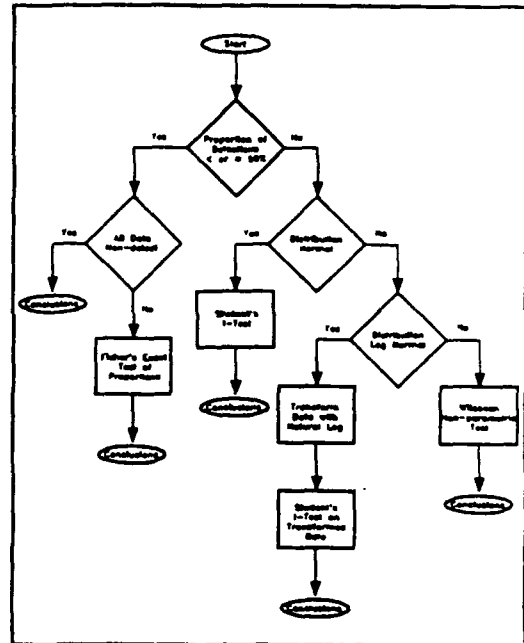 Start
Yes
Proportion of
Detections
< or = 50%
No
Yes
All Data
Non-detect
Yes
Distribution
Normal
No
Conclusions
No
Student's
t-Test
Yes
Distribution
Log Normal
No
Fisher's Exact
Test of
Proportions
Conclusions
Transform
Data with
Natural Log
Wilcoxon
Non-parametric
Test
Conclusions
Conclusions
Student's
t-Test on
Transformed
Data
Conclusions